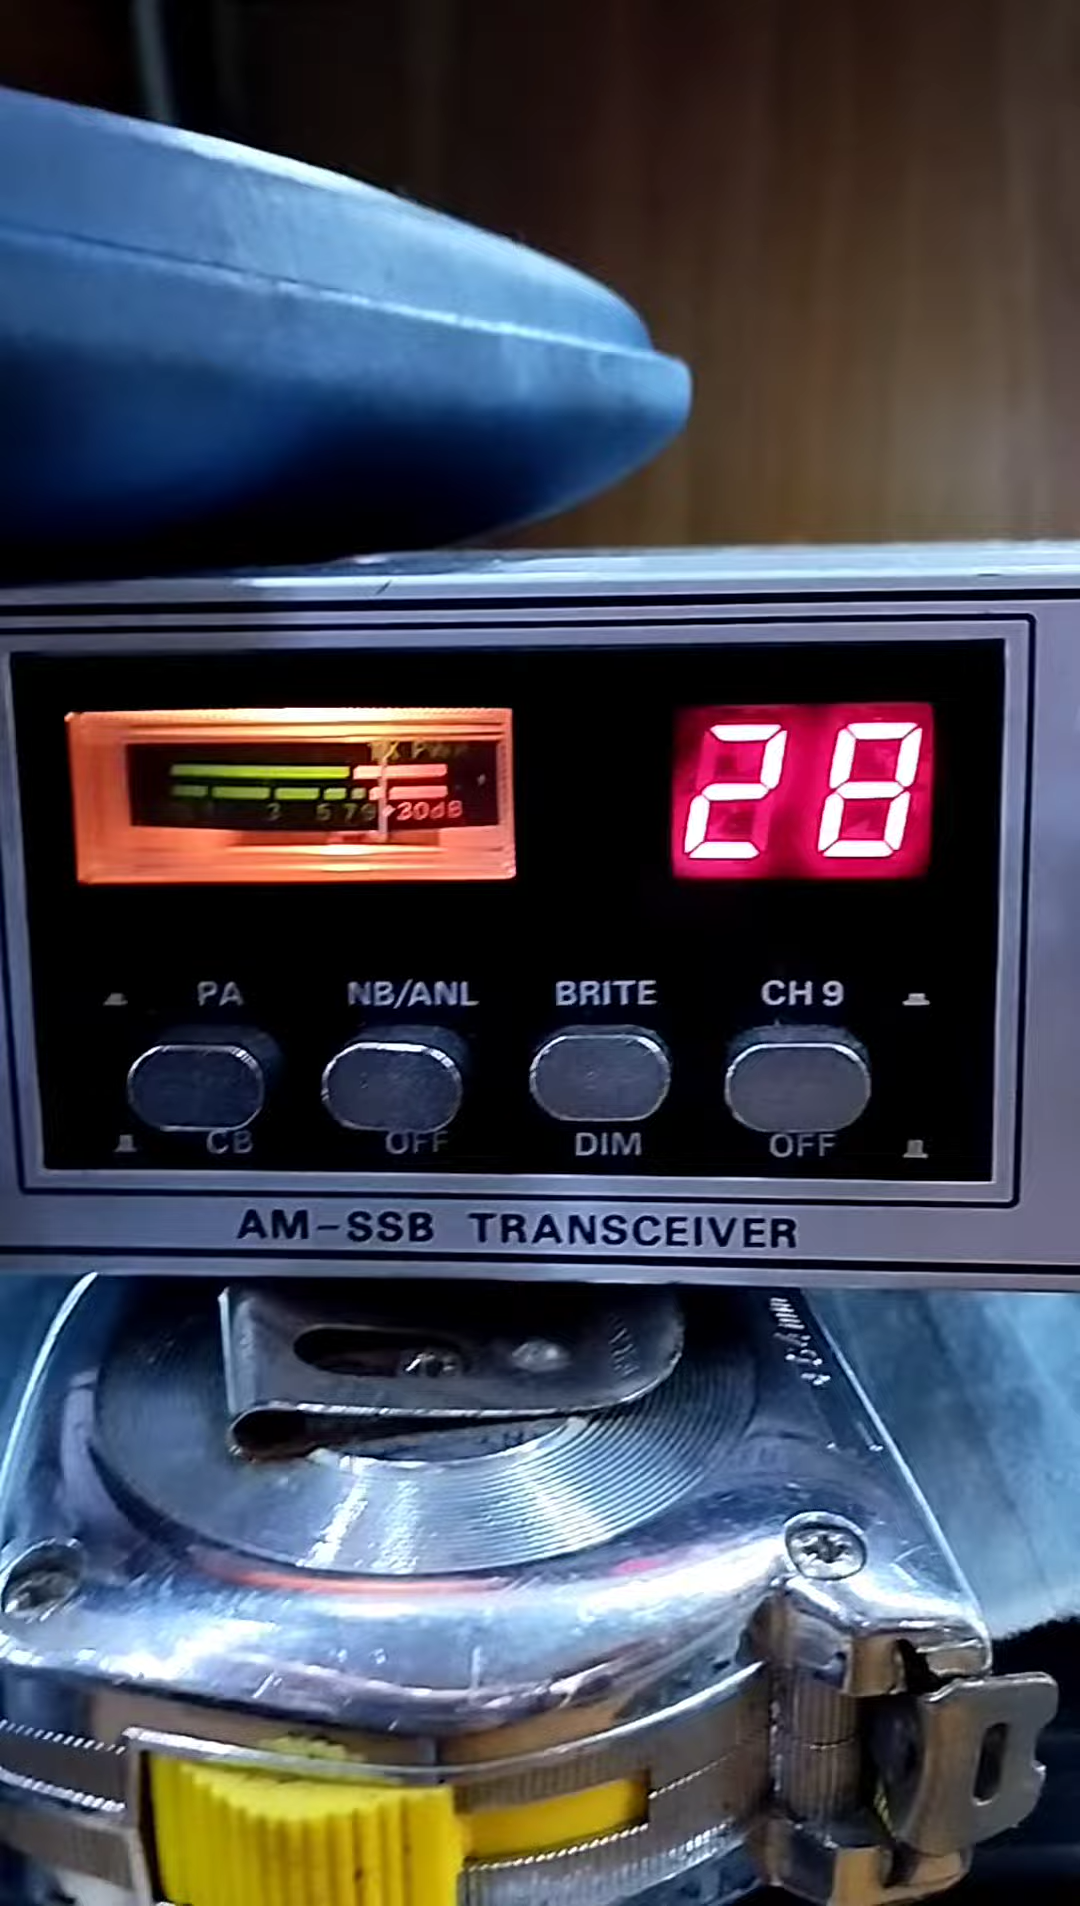 TX PWR
1 3 5 7 9 +30dB
28
PA NB/ANL BRITE CH 9
CB OFF DIM OFF
AM-SSB TRANSCEIVER